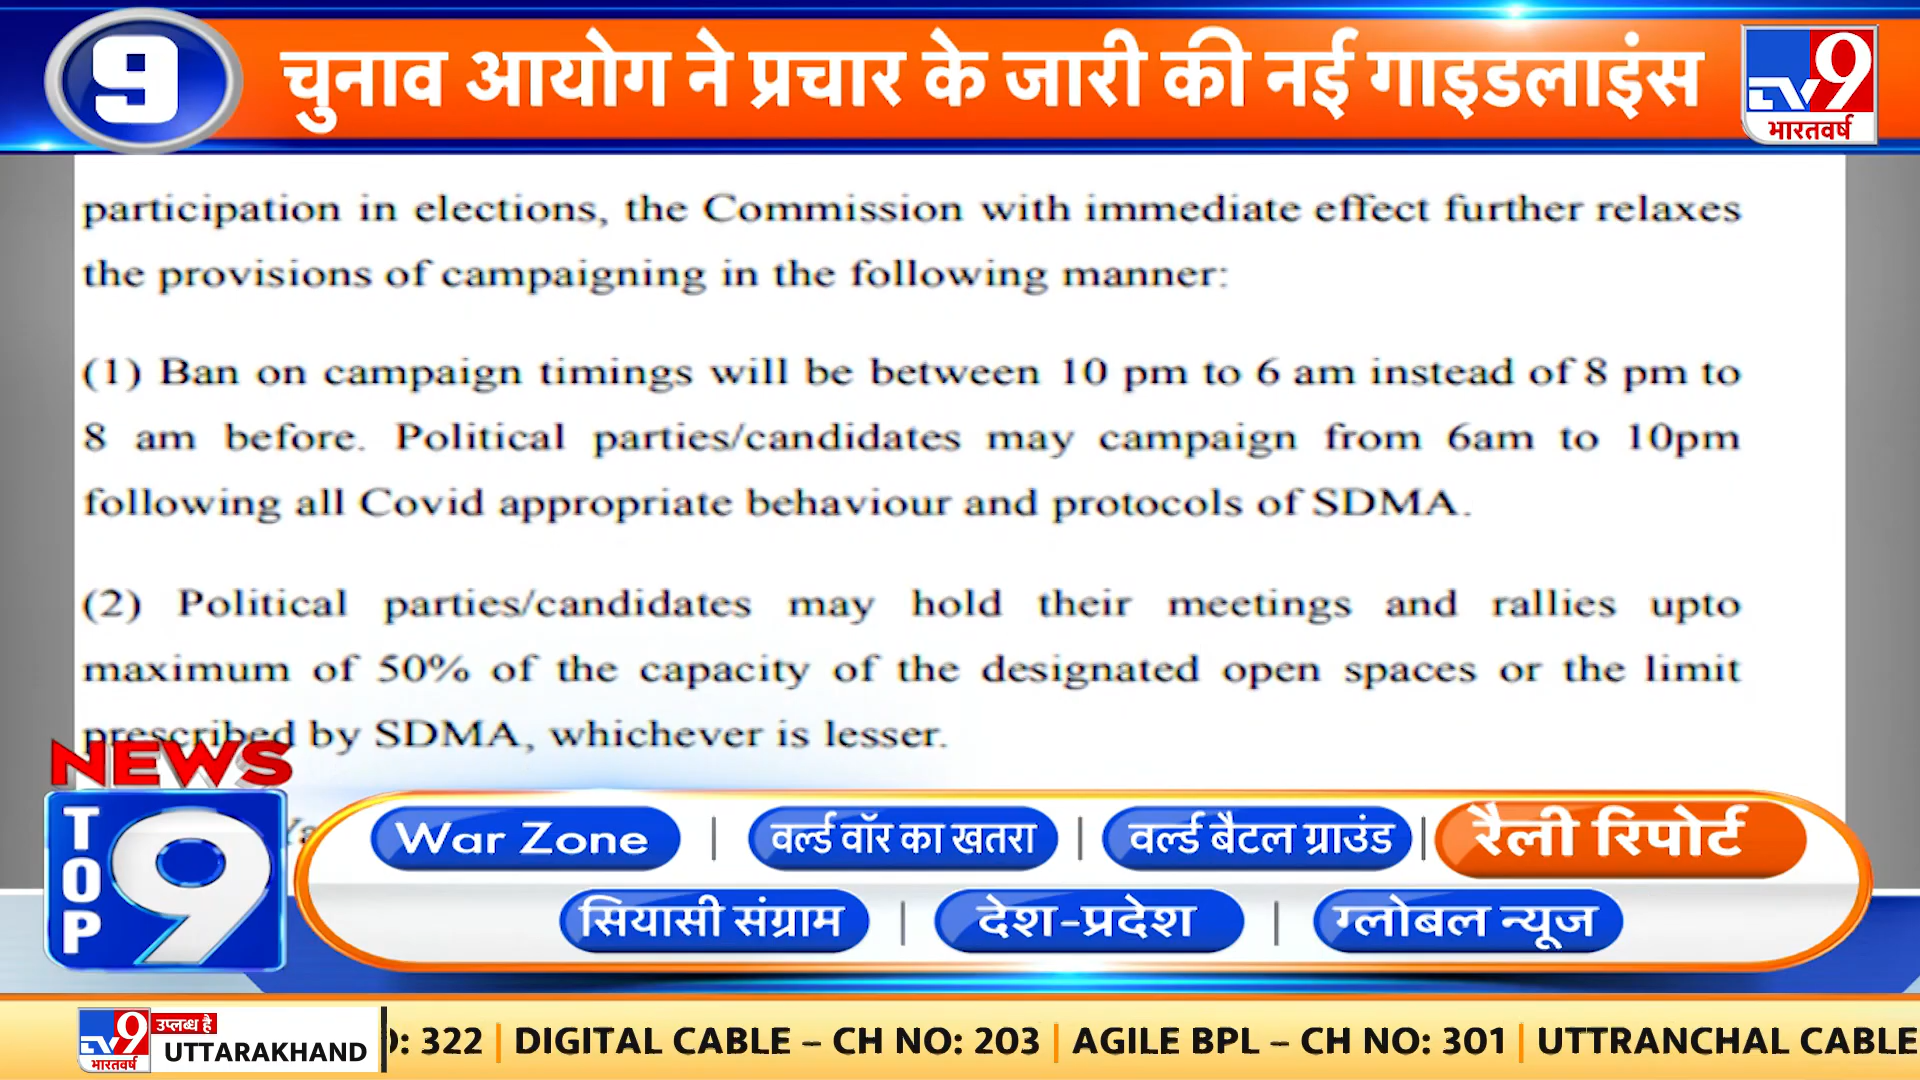 9 चुनाव आयोग ने प्रचार के जारी की नई गाइडलाइंस
TV9
भारतवर्ष
participation in elections, the Commission with immediate effect further relaxes
the provisions of campaigning in the following manner:
(1) Ban on campaign timings will be between 10 pm to 6 am instead of 8 pm to
8 am before. Political parties/candidates may campaign from 6am to 10pm
following all Covid appropriate behaviour and protocols of SDMA.
(2) Political parties/candidates may hold their meetings and rallies upto
maximum of 50% of the capacity of the designated open spaces or the limit
prescribed by SDMA, whichever is lesser.
NEWS
TOP 9
War Zone | वर्ल्ड वॉर का खतरा | वर्ल्ड बैटल ग्राउंड | रैली रिपोर्ट
सियासी संग्राम | देश-प्रदेश | ग्लोबल न्यूज
TV9 भारतवर्ष उप्लब्ध है
UTTARAKHAND
: 322 | DIGITAL CABLE – CH NO: 203 | AGILE BPL – CH NO: 301 | UTTRANCHAL CABLE